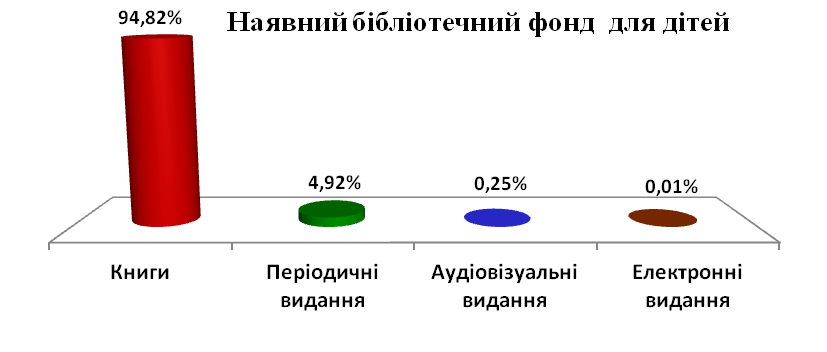 Наявний бібліотечний фонд для дітей
94,82%
4,92%
0,25%
0,01%
Книги
Періодичні
видання
Аудіовізуальні
видання
Електронні
видання